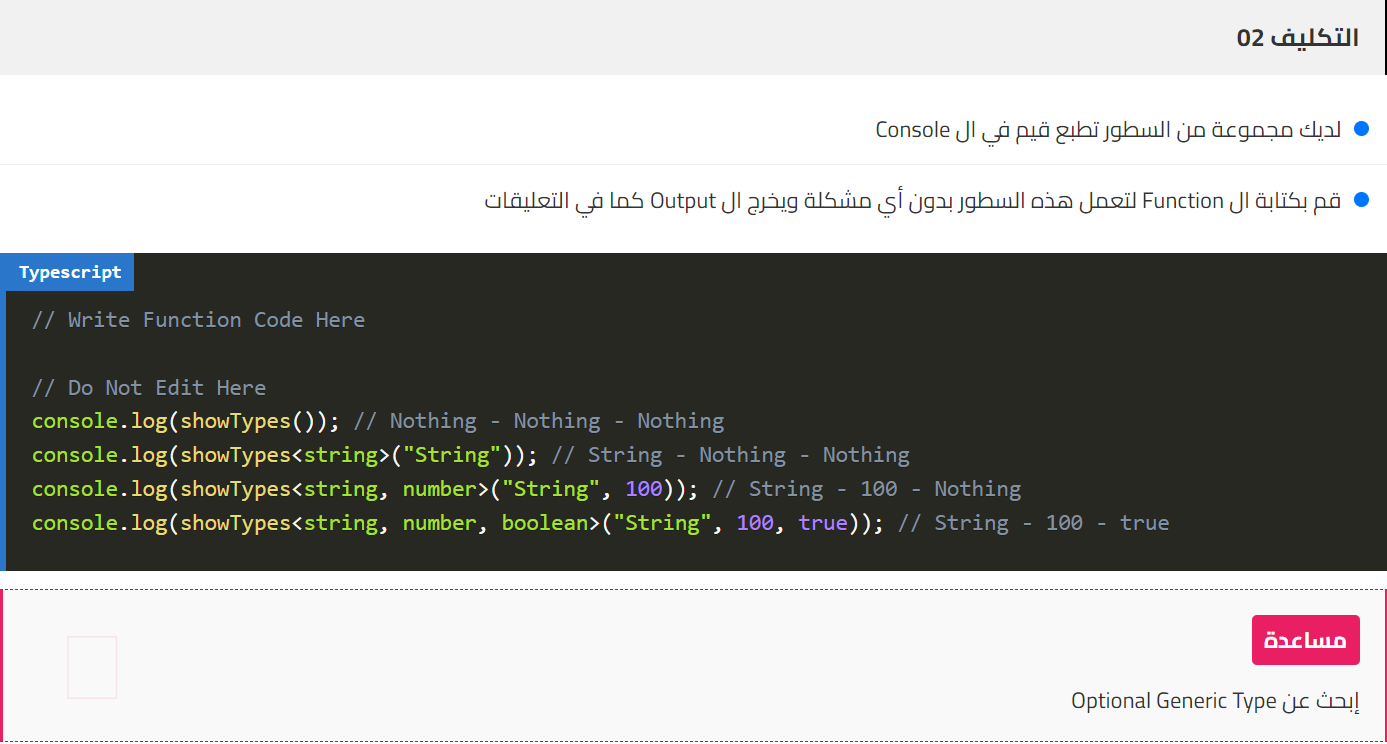 التكليف 02
لديك مجموعة من السطور تطبع قيم في ال Console
قم بكتابة ال Function لتعمل هذه السطور بدون أي مشكلة ويخرج ال Output كما في التعليقات
Typescript
// Write Function Code Here
// Do Not Edit Here
console.log(showTypes()); // Nothing - Nothing - Nothing
console.log(showTypes<string>("String")); // String - Nothing - Nothing
console.log(showTypes<string, number>("String", 100)); // String - 100 - Nothing
console.log(showTypes<string, number, boolean>("String", 100, true)); // String - 100 - true
مساعدة
إبحث عن Optional Generic Type